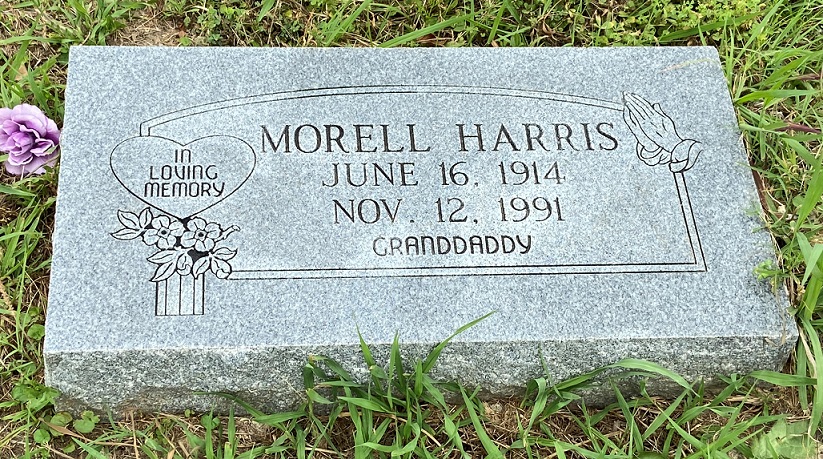 IN
LOVING
MEMORY
MORELL HARRIS
JUNE 16, 1914
NOV. 12, 1991
GRANDDADDY